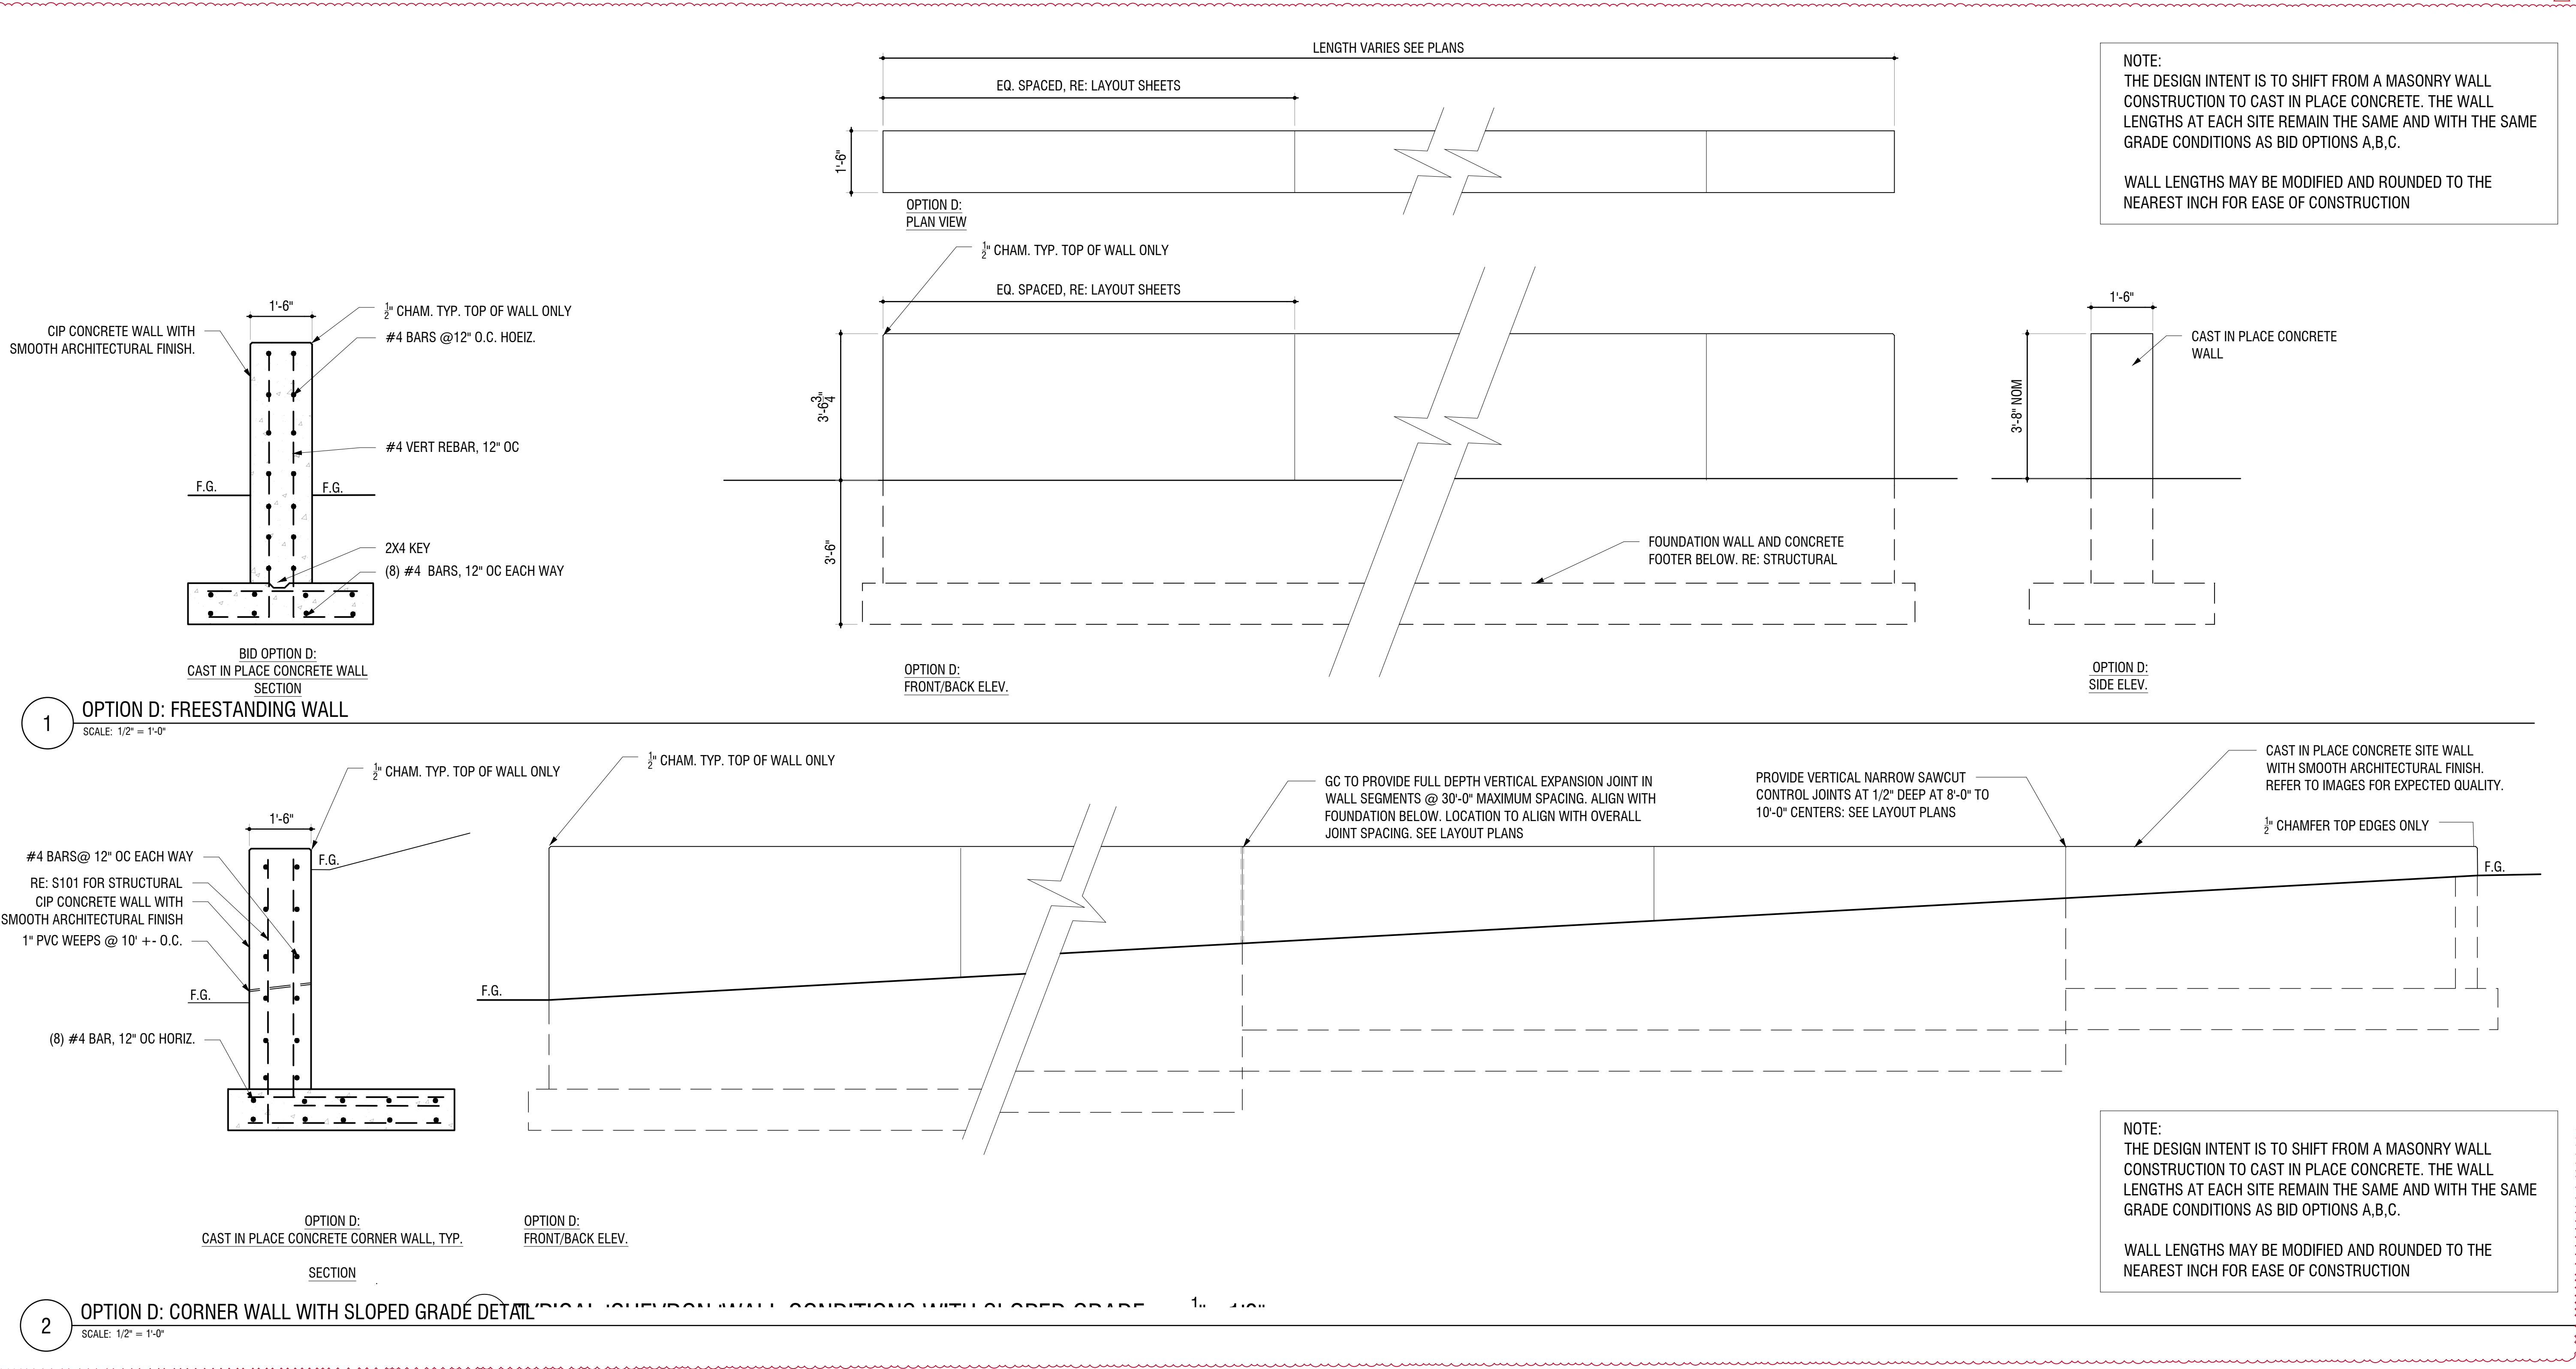 LENGTH VARIES SEE PLANS
EQ. SPACED, RE: LAYOUT SHEETS
1'-6"
OPTION D:
PLAN VIEW
NOTE:
THE DESIGN INTENT IS TO SHIFT FROM A MASONRY WALL
CONSTRUCTION TO CAST IN PLACE CONCRETE. THE WALL
LENGTHS AT EACH SITE REMAIN THE SAME AND WITH THE SAME
GRADE CONDITIONS AS BID OPTIONS A,B,C.
WALL LENGTHS MAY BE MODIFIED AND ROUNDED TO THE
NEAREST INCH FOR EASE OF CONSTRUCTION
1'-6"
CIP CONCRETE WALL WITH
SMOOTH ARCHITECTURAL FINISH.
1/2" CHAM. TYP. TOP OF WALL ONLY
#4 BARS @12" O.C. HOEIZ.
#4 VERT REBAR, 12" OC
F.G.
F.G.
2X4 KEY
(8) #4 BARS, 12" OC EACH WAY
BID OPTION D:
CAST IN PLACE CONCRETE WALL
SECTION
1/2" CHAM. TYP. TOP OF WALL ONLY
EQ. SPACED, RE: LAYOUT SHEETS
3'-6 3/4"
3'-6"
FOUNDATION WALL AND CONCRETE
FOOTER BELOW. RE: STRUCTURAL
OPTION D:
FRONT/BACK ELEV.
1'-6"
CAST IN PLACE CONCRETE
WALL
3'-8" NOM
OPTION D:
SIDE ELEV.
1
OPTION D: FREESTANDING WALL
SCALE: 1/2" = 1'-0"
1/2" CHAM. TYP. TOP OF WALL ONLY
1'-6"
#4 BARS@ 12" OC EACH WAY
RE: S101 FOR STRUCTURAL
CIP CONCRETE WALL WITH
SMOOTH ARCHITECTURAL FINISH
1" PVC WEEPS @ 10' +- O.C.
F.G.
F.G.
(8) #4 BAR, 12" OC HORIZ.
OPTION D:
CAST IN PLACE CONCRETE CORNER WALL, TYP.
SECTION
1/2" CHAM. TYP. TOP OF WALL ONLY
GC TO PROVIDE FULL DEPTH VERTICAL EXPANSION JOINT IN
WALL SEGMENTS @ 30'-0" MAXIMUM SPACING. ALIGN WITH
FOUNDATION BELOW. LOCATION TO ALIGN WITH OVERALL
JOINT SPACING. SEE LAYOUT PLANS
PROVIDE VERTICAL NARROW SAWCUT
CONTROL JOINTS AT 1/2" DEEP AT 8'-0" TO
10'-0" CENTERS: SEE LAYOUT PLANS
CAST IN PLACE CONCRETE SITE WALL
WITH SMOOTH ARCHITECTURAL FINISH.
REFER TO IMAGES FOR EXPECTED QUALITY.
1/2" CHAMFER TOP EDGES ONLY
F.G.
F.G.
OPTION D:
FRONT/BACK ELEV.
NOTE:
THE DESIGN INTENT IS TO SHIFT FROM A MASONRY WALL
CONSTRUCTION TO CAST IN PLACE CONCRETE. THE WALL
LENGTHS AT EACH SITE REMAIN THE SAME AND WITH THE SAME
GRADE CONDITIONS AS BID OPTIONS A,B,C.
WALL LENGTHS MAY BE MODIFIED AND ROUNDED TO THE
NEAREST INCH FOR EASE OF CONSTRUCTION
2
OPTION D: CORNER WALL WITH SLOPED GRADE DETAIL
SCALE: 1/2" = 1'-0"